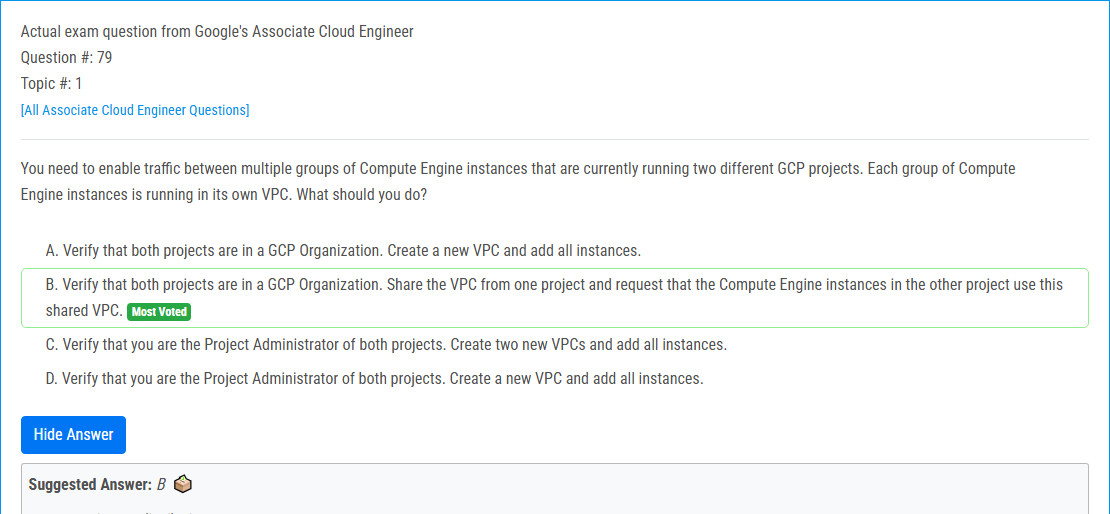 Actual exam question from Google's Associate Cloud Engineer
Question #: 79
Topic #: 1
[All Associate Cloud Engineer Questions]
You need to enable traffic between multiple groups of Compute Engine instances that are currently running two different GCP projects. Each group of Compute
Engine instances is running in its own VPC. What should you do?
A. Verify that both projects are in a GCP Organization. Create a new VPC and add all instances.
B. Verify that both projects are in a GCP Organization. Share the VPC from one project and request that the Compute Engine instances in the other project use this
shared VPC. Most Voted
C. Verify that you are the Project Administrator of both projects. Create two new VPCs and add all instances.
D. Verify that you are the Project Administrator of both projects. Create a new VPC and add all instances.
Hide Answer
Suggested Answer: B